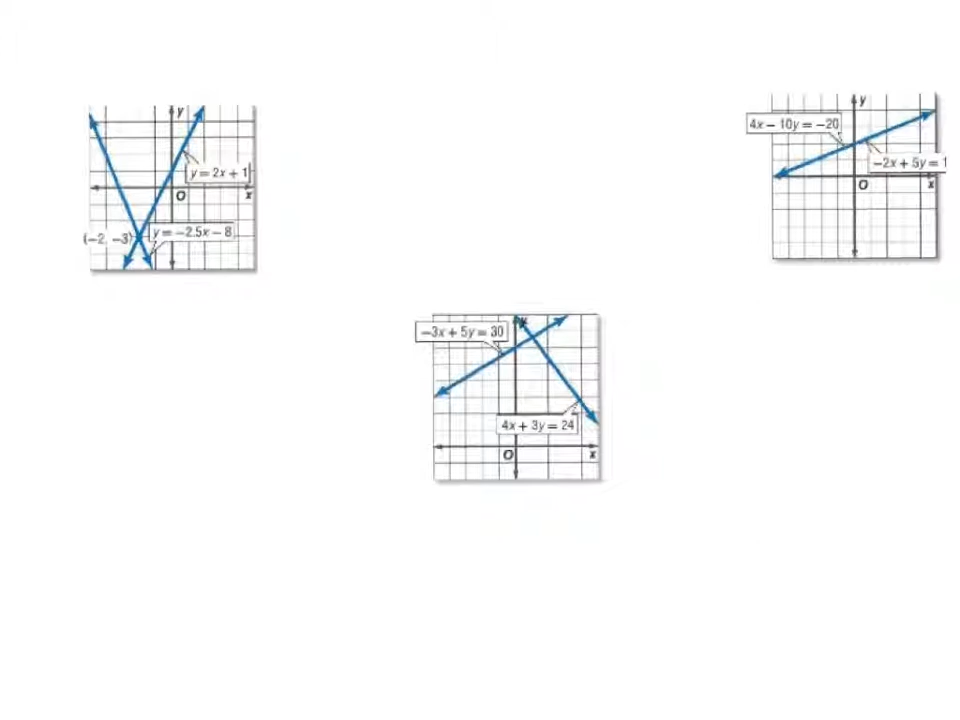 y
y = 2x + 1
O
x
(−2, −3)
y = −2.5x − 8
y
4x − 10y = −20
−2x + 5y = 1
O
x
y
−3x + 5y = 30
4x + 3y = 24
O
x